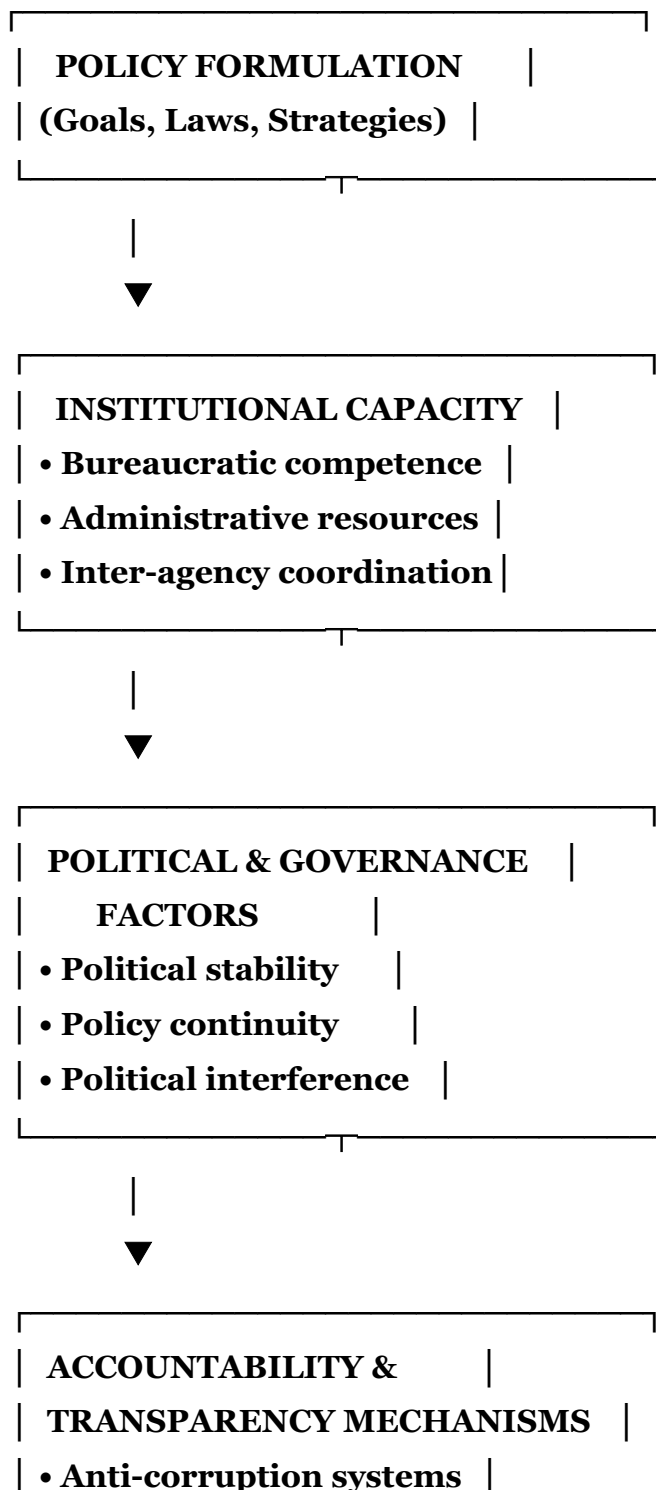 POLICY FORMULATION
(Goals, Laws, Strategies)
INSTITUTIONAL CAPACITY
• Bureaucratic competence
• Administrative resources
• Inter-agency coordination
POLITICAL & GOVERNANCE
FACTORS
• Political stability
• Policy continuity
• Political interference
ACCOUNTABILITY &
TRANSPARENCY MECHANISMS
• Anti-corruption systems